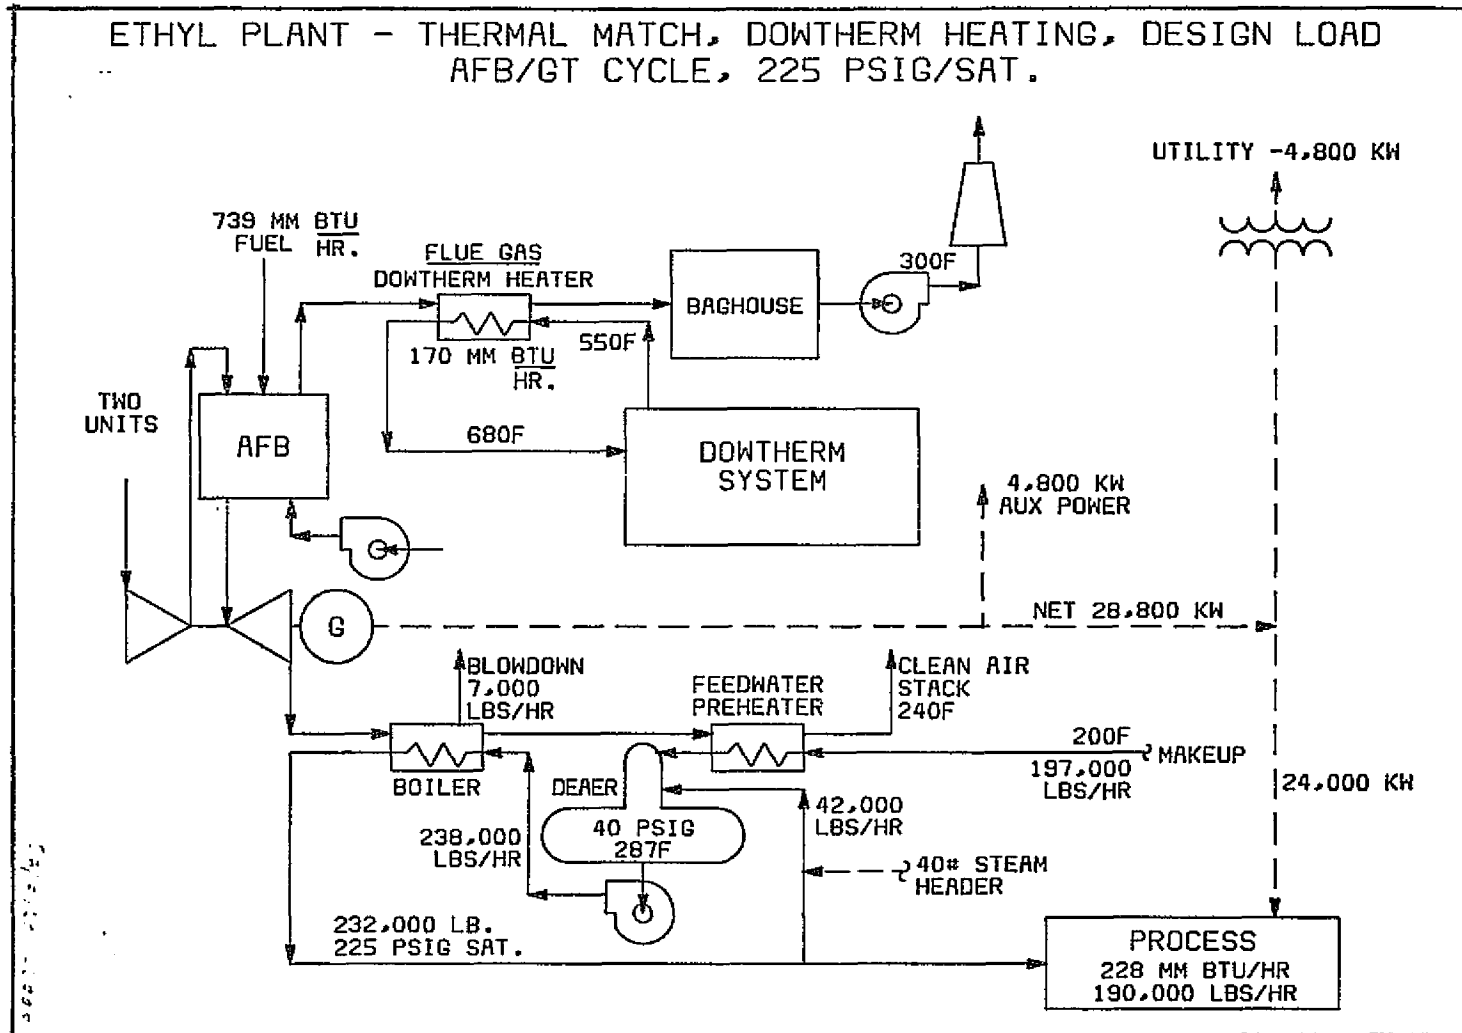 ETHYL PLANT - THERMAL MATCH, DOWTHERM HEATING, DESIGN LOAD
AFB/GT CYCLE, 225 PSIG/SAT.
UTILITY -4,800 KW
739 MM BTU
FUEL HR.
FLUE GAS
DOWTHERM HEATER
300F
BAGHOUSE
550F
170 MM BTU
HR.
TWO
UNITS
AFB
680F
DOWTHERM
SYSTEM
4,800 KW
AUX POWER
G
NET 28,800 KW
BLOWDOWN
7,000
LBS/HR
FEEDWATER
PREHEATER
CLEAN AIR
STACK
240F
200F
MAKEUP
197,000
LBS/HR
BOILER
DEAER
24,000 KW
42,000
LBS/HR
40 PSIG
287F
238,000
LBS/HR
40# STEAM
HEADER
232,000 LB.
225 PSIG SAT.
PROCESS
228 MM BTU/HR
190,000 LBS/HR